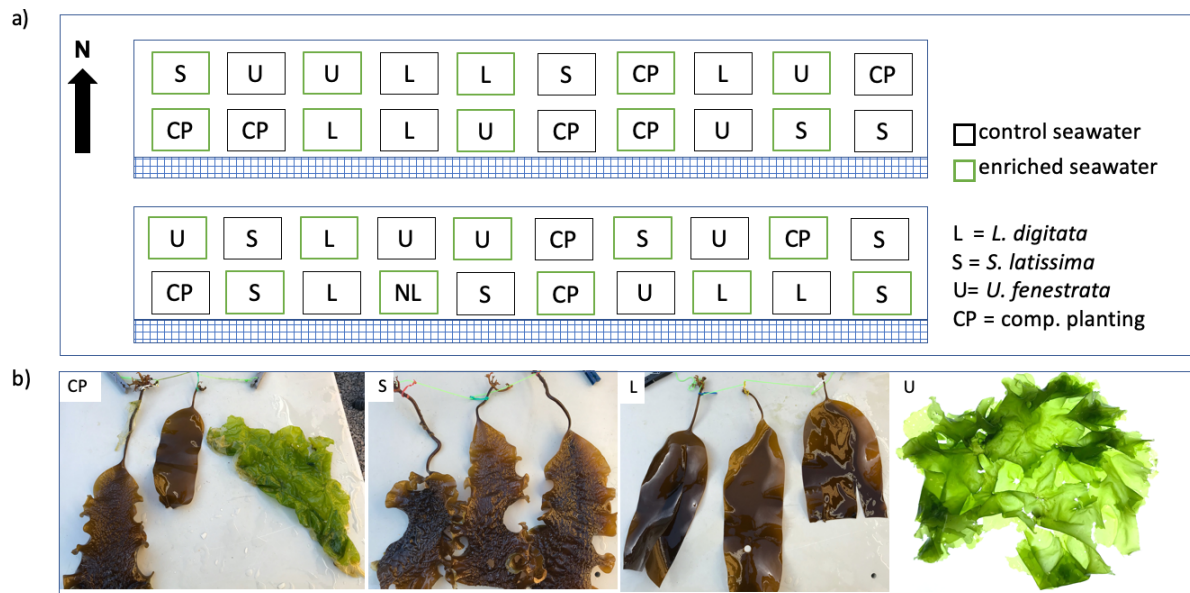 a)
N
S U U L L S CP L U CP
CP CP L L U CP CP U S S
control seawater
enriched seawater
U S L U U CP S U CP S
CP S L NL S CP U L L S
L = L. digitata
S = S. latissima
U= U. fenestrata
CP = comp. planting
b)
CP S L U